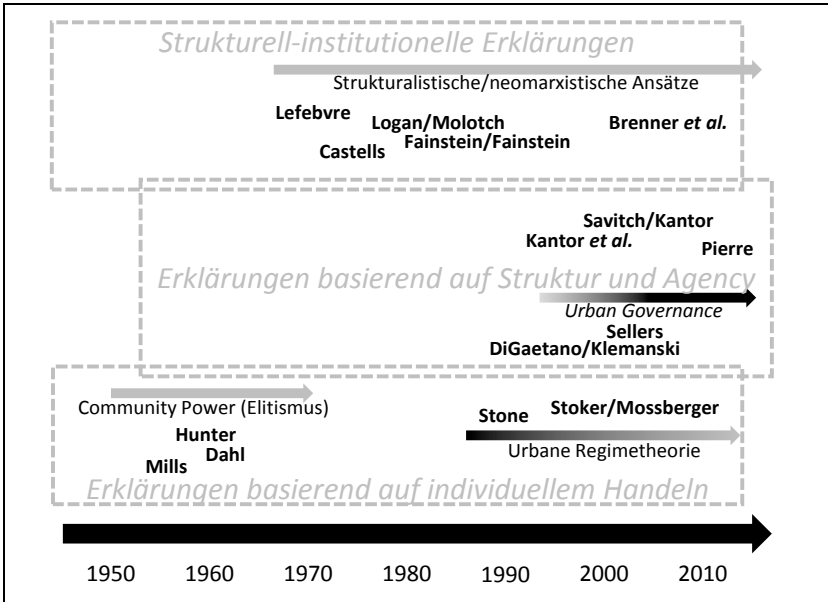 Strukturell-institutionelle Erklärungen
Strukturalistische/neomarxistische Ansätze
Lefebvre
Logan/Molotch
Brenner et al.
Fainstein/Fainstein
Castells
Savitch/Kantor
Kantor et al.
Pierre
Erklärungen basierend auf Struktur und Agency
Urban Governance
Sellers
DiGaetano/Klemanski
Community Power (Elitismus)
Stone
Stoker/Mossberger
Hunter
Dahl
Urbane Regimetheorie
Mills
Erklärungen basierend auf individuellem Handeln
1950 1960 1970 1980 1990 2000 2010